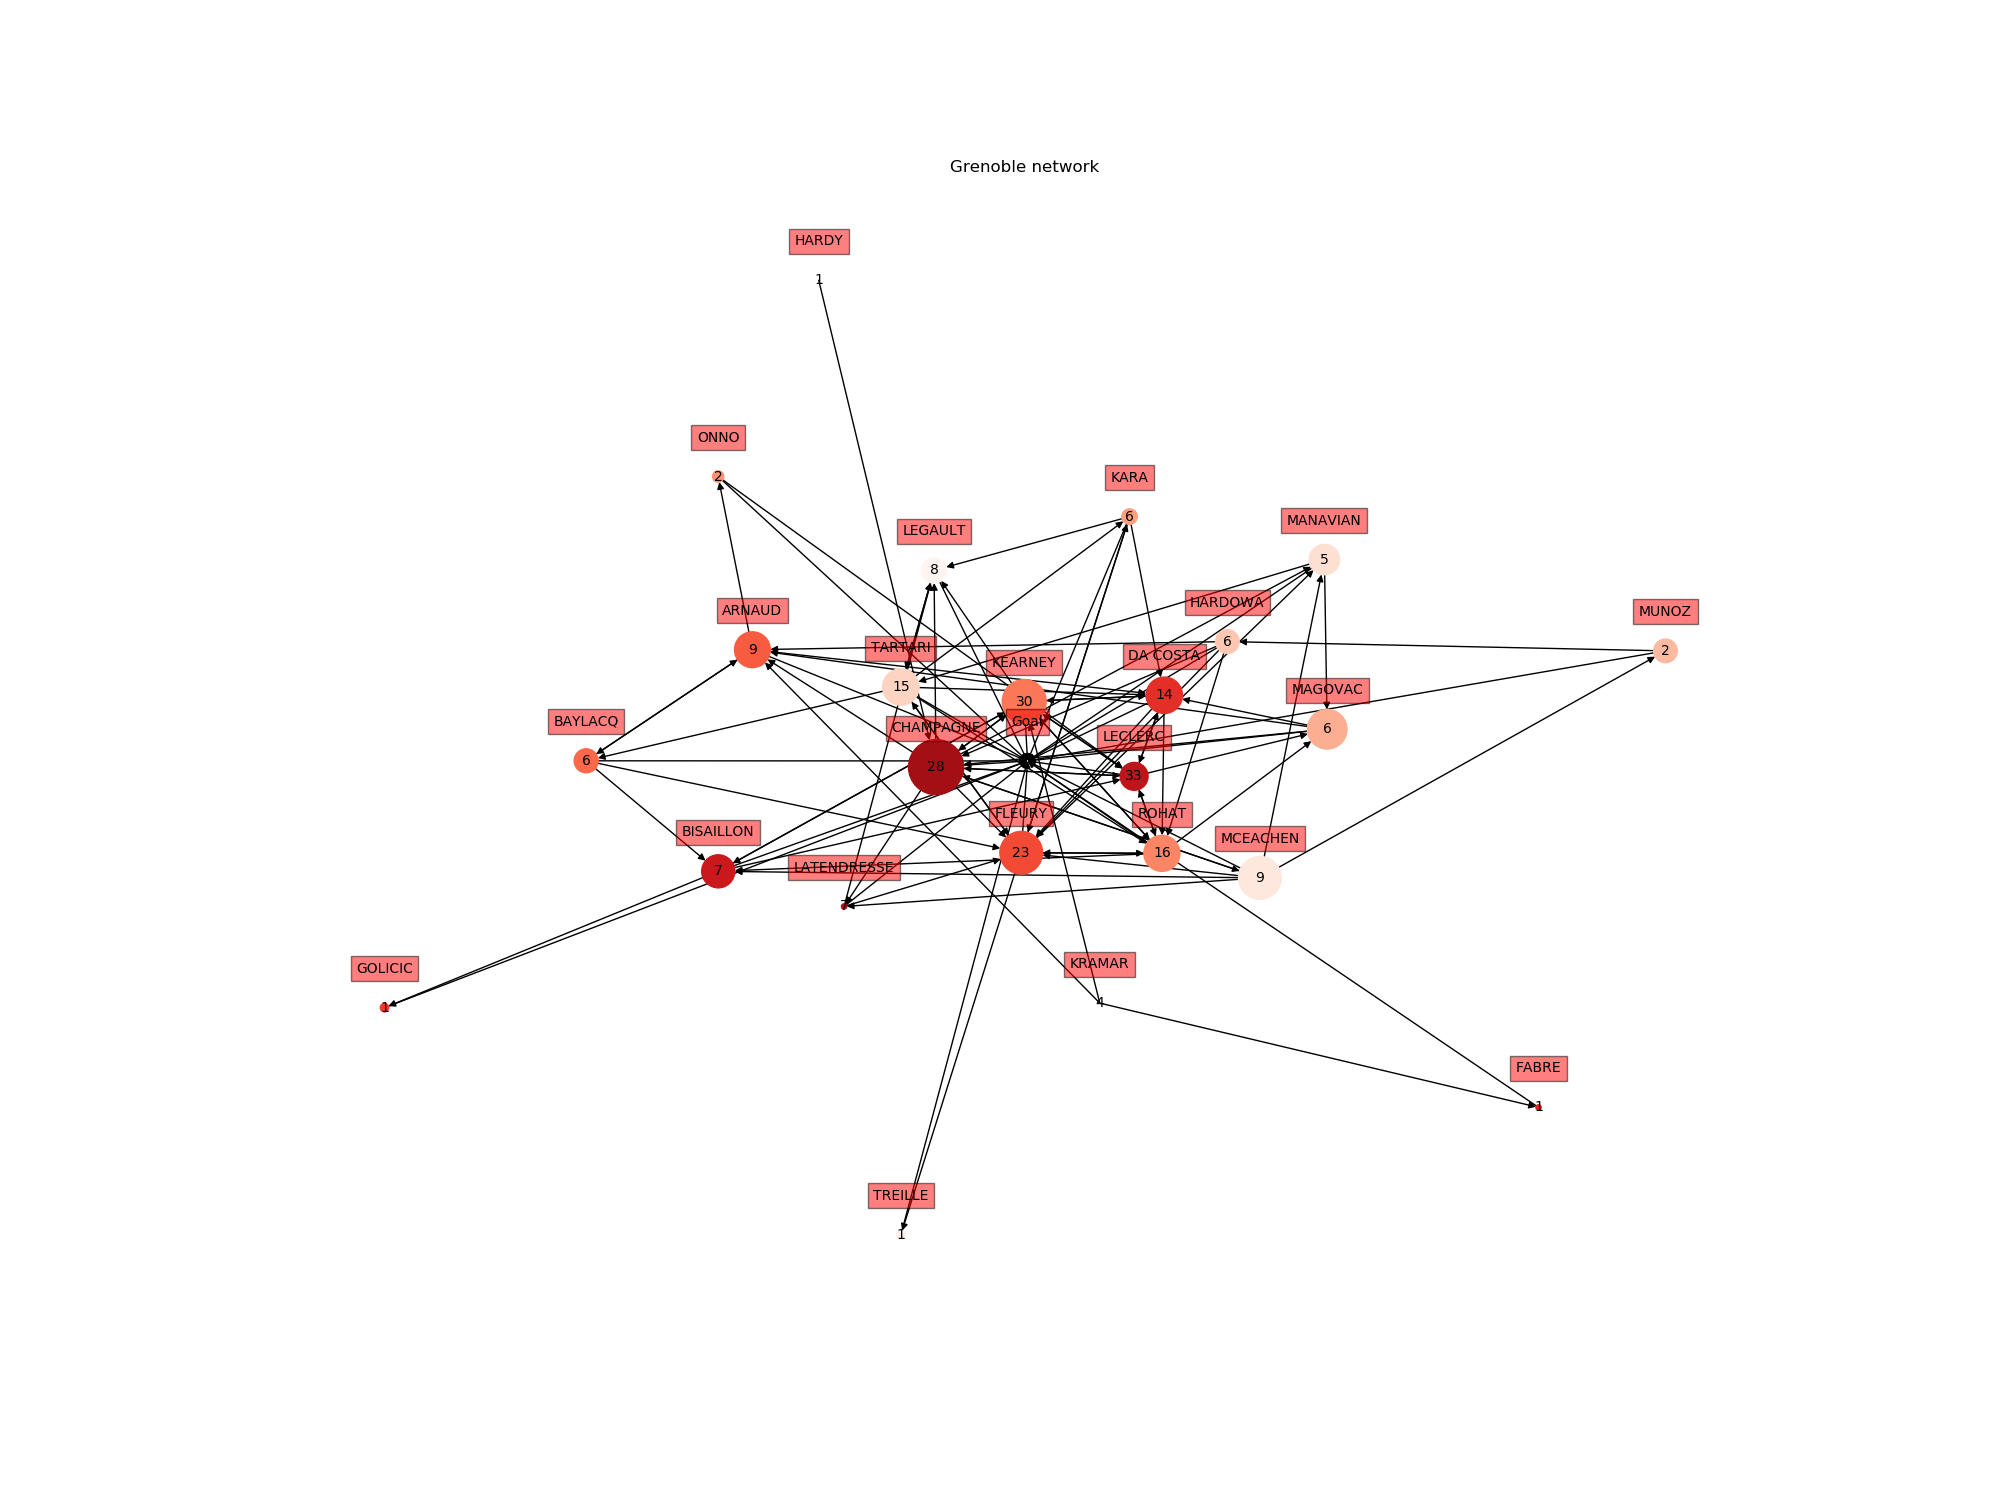 Grenoble network
HARDY
1
ONNO
2
KARA
6
LEGAULT
8
MANAVIAN
5
ARNAUD
9
HARDOWA
6
MUNOZ
2
TARTARI
15
KEARNEY
30
DA COSTA
14
MAGOVAC
6
BAYLACQ
6
CHAMPAGNE
28
Goal
LECLERC
33
BISAILLON
7
FLEURY
23
ROHAT
16
MCEACHEN
9
LATENDRESSE
GOLICIC
1
KRAMAR
4
FABRE
1
TREILLE
1